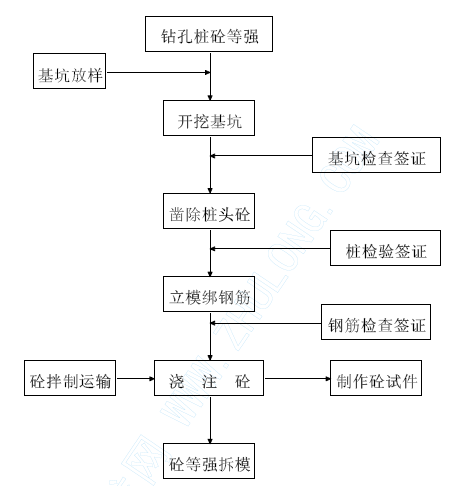 钻孔桩砼等强
基坑放样
开挖基坑
基坑检查签证
凿除桩头砼
桩检验签证
立模绑钢筋
钢筋检查签证
砼拌制运输
浇 注 砼
制作砼试件
砼等强拆模
WWW.ZHULONG.COM